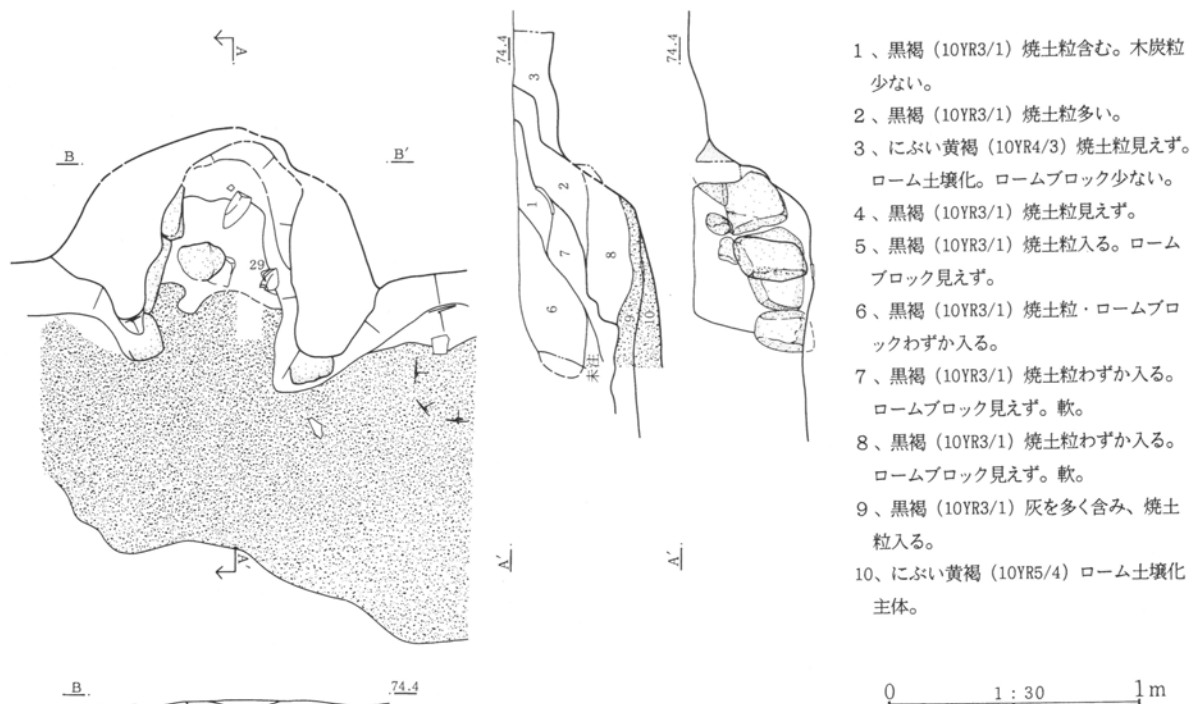 A
A
B
B′
29
A′
74.4
3
2
1
7
8
6
9
10
未注
A′
74.4
A′
1、黒褐（10YR3/1）焼土粒含む。木炭粒
少ない。
2、黒褐（10YR3/1）焼土粒多い。
3、にぶい黄褐（10YR4/3）焼土粒見えず。
ローム土壌化。ロームブロック少ない。
4、黒褐（10YR3/1）焼土粒見えず。
5、黒褐（10YR3/1）焼土粒入る。ローム
ブロック見えず。
6、黒褐（10YR3/1）焼土粒・ロームブロ
ックわずか入る。
7、黒褐（10YR3/1）焼土粒わずか入る。
ロームブロック見えず。軟。
8、黒褐（10YR3/1）焼土粒わずか入る。
ロームブロック見えず。軟。
9、黒褐（10YR3/1）灰を多く含み、焼土
粒入る。
10、にぶい黄褐（10YR5/4）ローム土壌化
主体。
B
74.4
0 1：30 1m